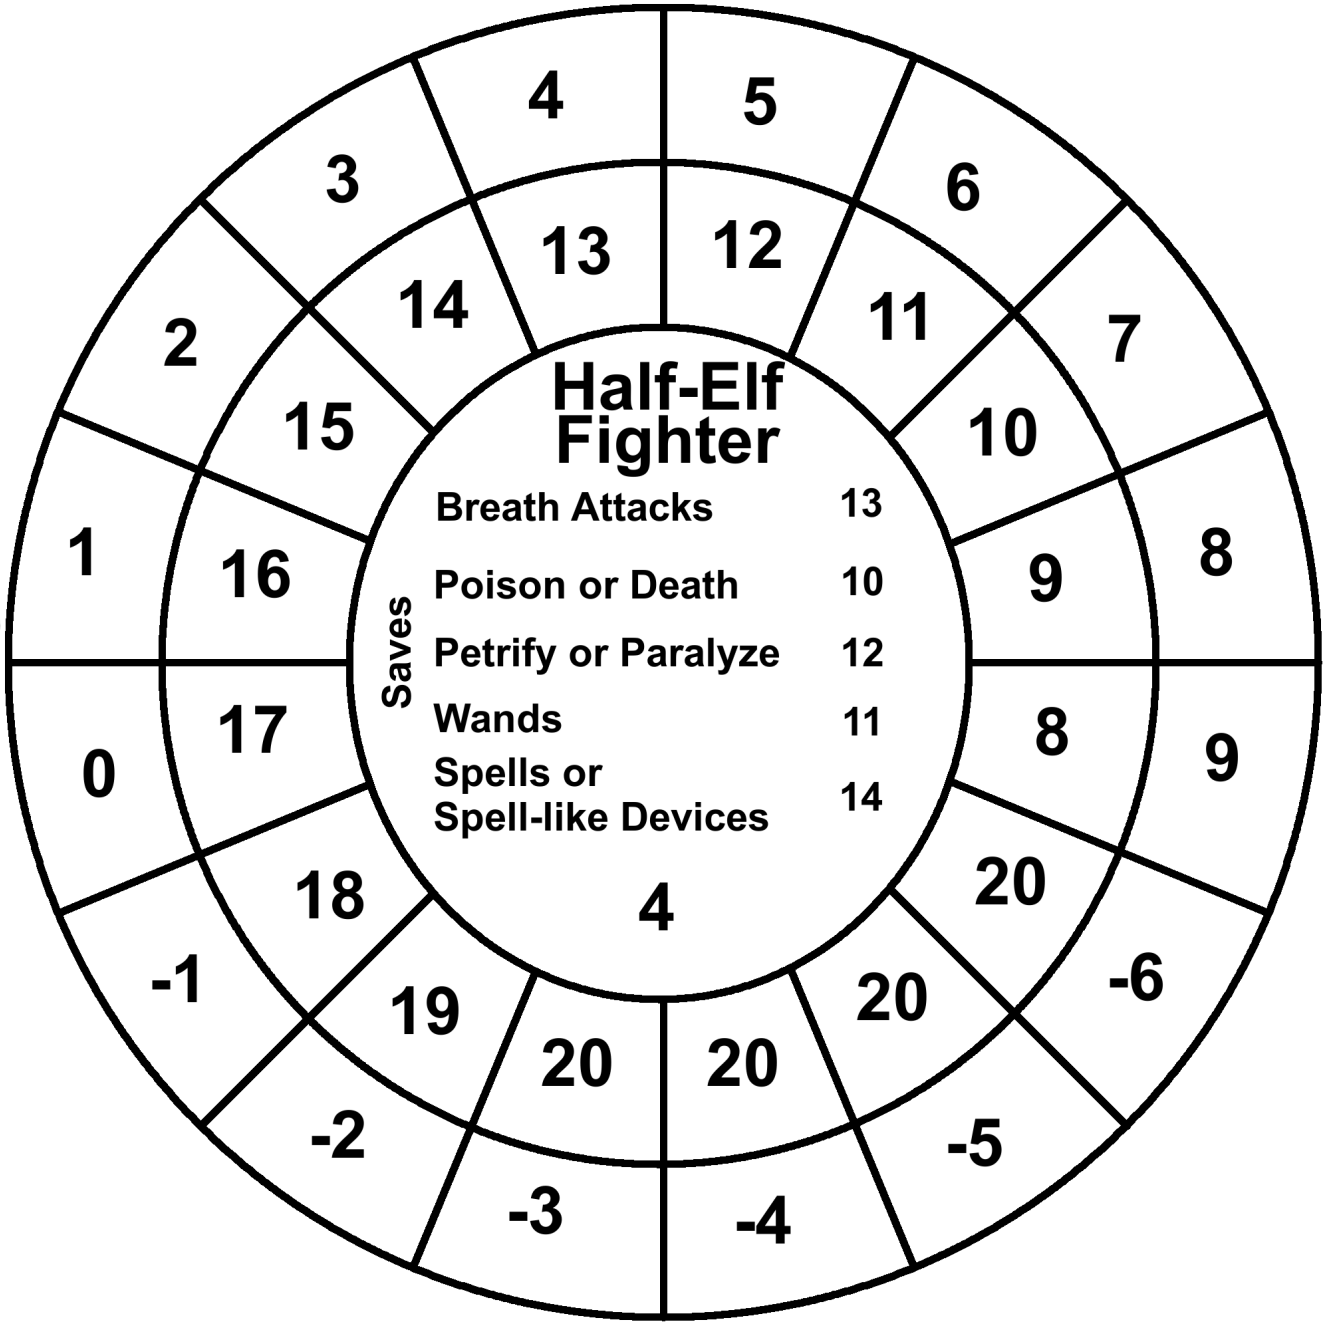 4 5
3 6
13 12
2 14 11 7
15 10
Half-Elf
Fighter
Breath Attacks 13
1 16 9 8
Poison or Death 10
Saves
Petrify or Paralyze 12
Wands 11
0 17 8 9
Spells or
Spell-like Devices 14
18 20
4
-1 19 20 -6
20 20
-2 -5
-3 -4